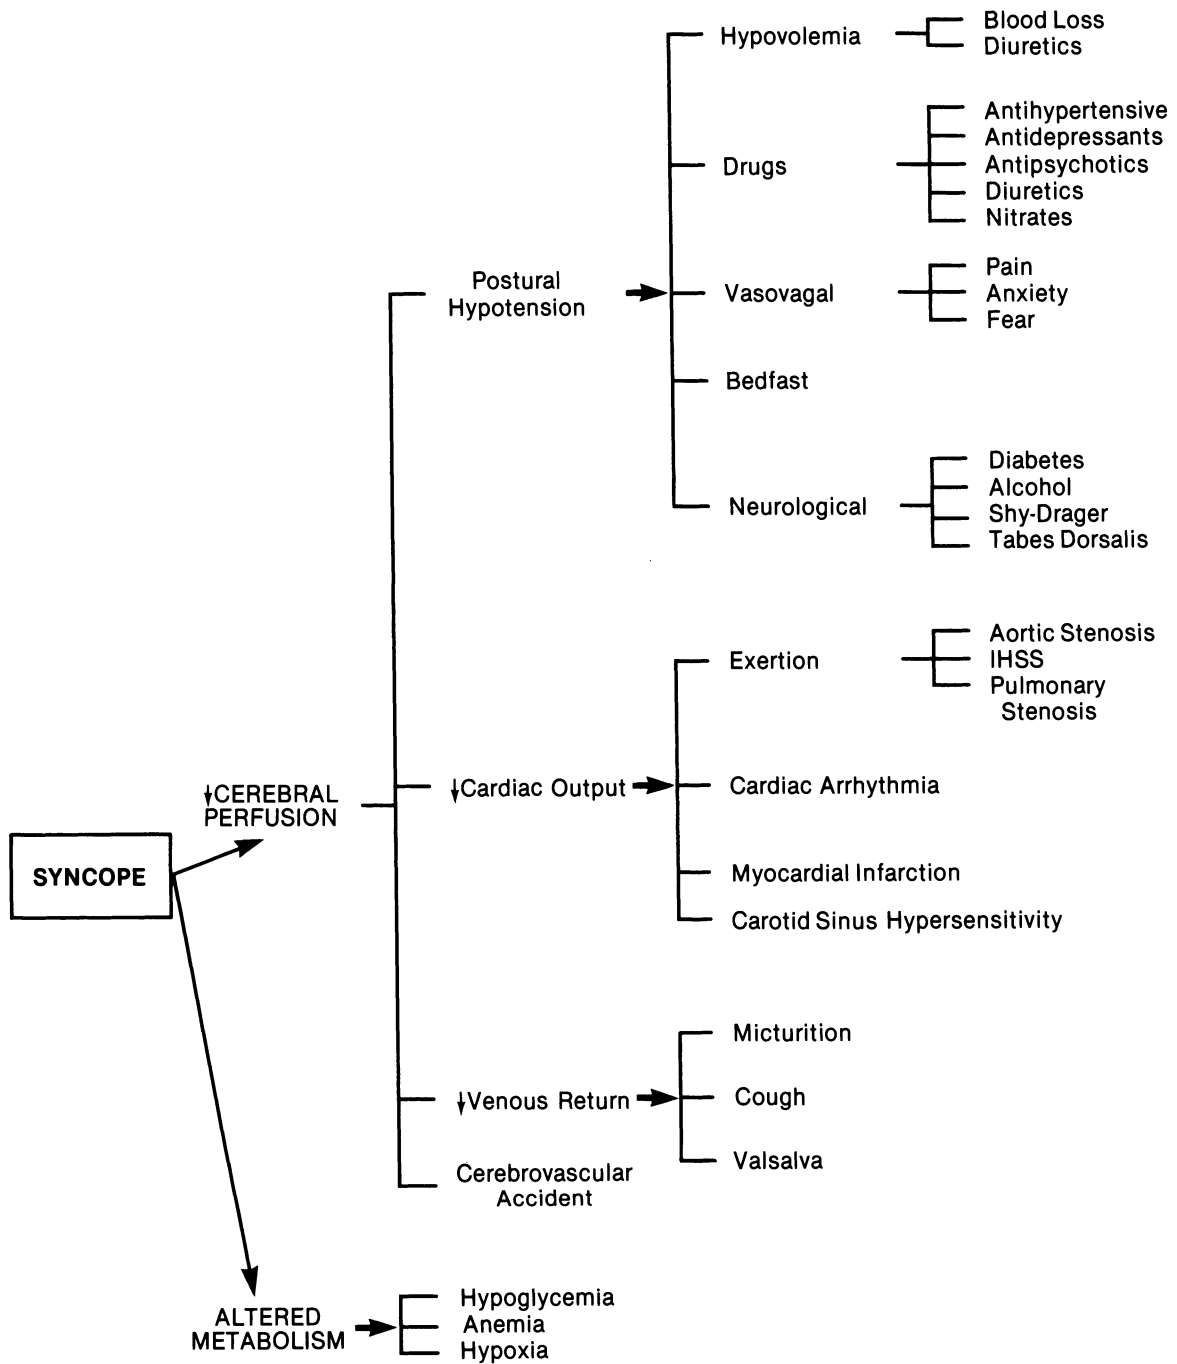 SYNCOPE
↓CEREBRAL
PERFUSION
Postural
Hypotension
Hypovolemia
Blood Loss
Diuretics
Drugs
Antihypertensive
Antidepressants
Antipsychotics
Diuretics
Nitrates
Vasovagal
Pain
Anxiety
Fear
Bedfast
Neurological
Diabetes
Alcohol
Shy-Drager
Tabes Dorsalis
↓Cardiac Output
Exertion
Aortic Stenosis
IHSS
Pulmonary
Stenosis
Cardiac Arrhythmia
Myocardial Infarction
Carotid Sinus Hypersensitivity
↓Venous Return
Micturition
Cough
Valsalva
Cerebrovascular
Accident
ALTERED
METABOLISM
Hypoglycemia
Anemia
Hypoxia